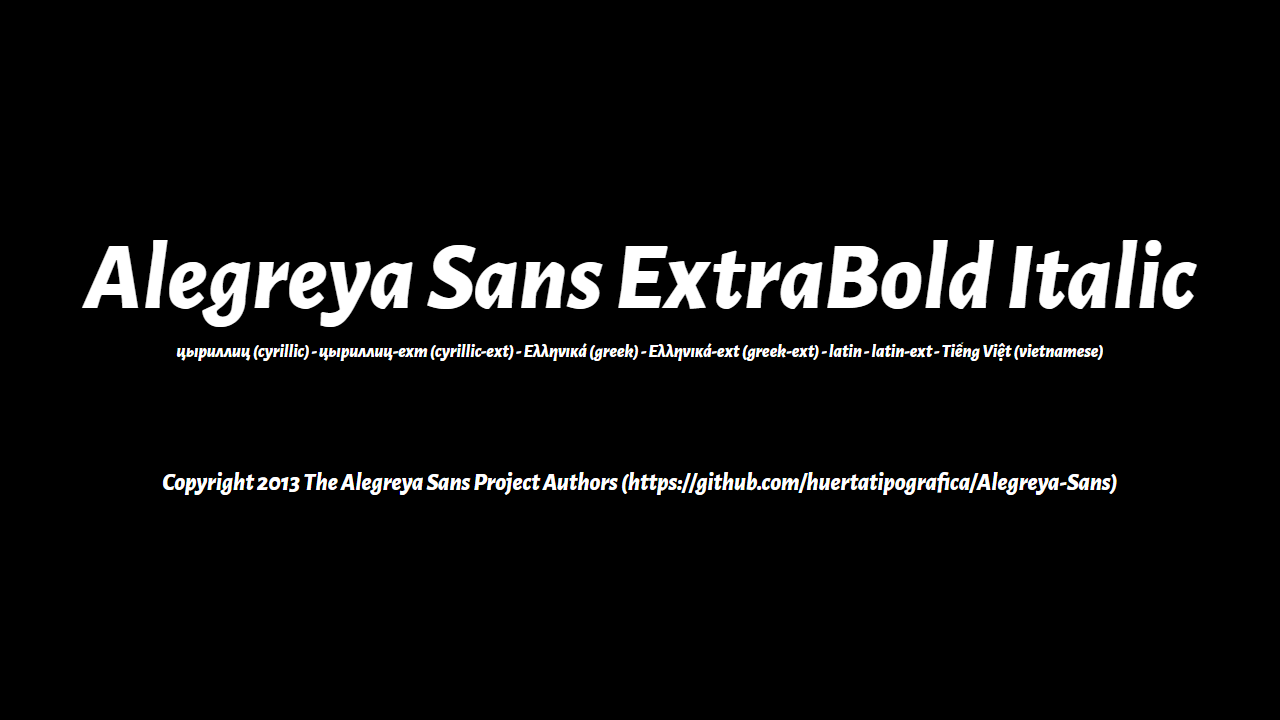 Alegreya Sans ExtraBold Italic
цыриллиц (cyrillic) - цыриллиц-ехт (cyrillic-ext) - Ελληνικά (greek) - Ελληνικά-ext (greek-ext) - latin - latin-ext - Tiếng Việt (vietnamese)
Copyright 2013 The Alegreya Sans Project Authors (https://github.com/huertatipografica/Alegreya-Sans)